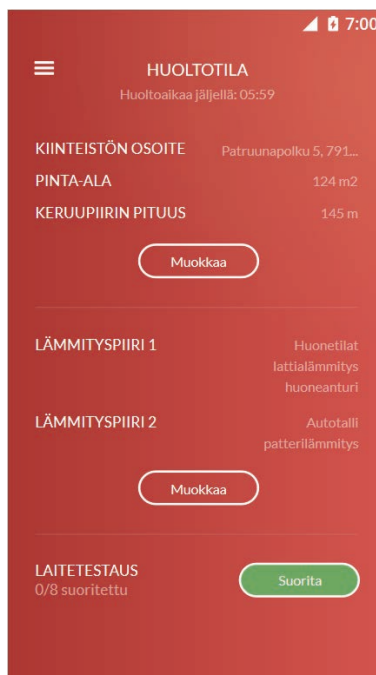 7:00
HUOLTOTILA
Huoltoaikaa jäljellä: 05:59
KIINTEISTÖN OSOITE Patruunapolku 5, 791...
PINTA-ALA 124 m2
KERUUPIIRIN PITUUS 145 m
Muokkaa
LÄMMITYSPIIRI 1 Huonetilat
lattialämmitys
huoneanturi
LÄMMITYSPIIRI 2 Autotalli
patterilämmitys
Muokkaa
LAITETESTAUS
0/8 suoritettu
Suorita